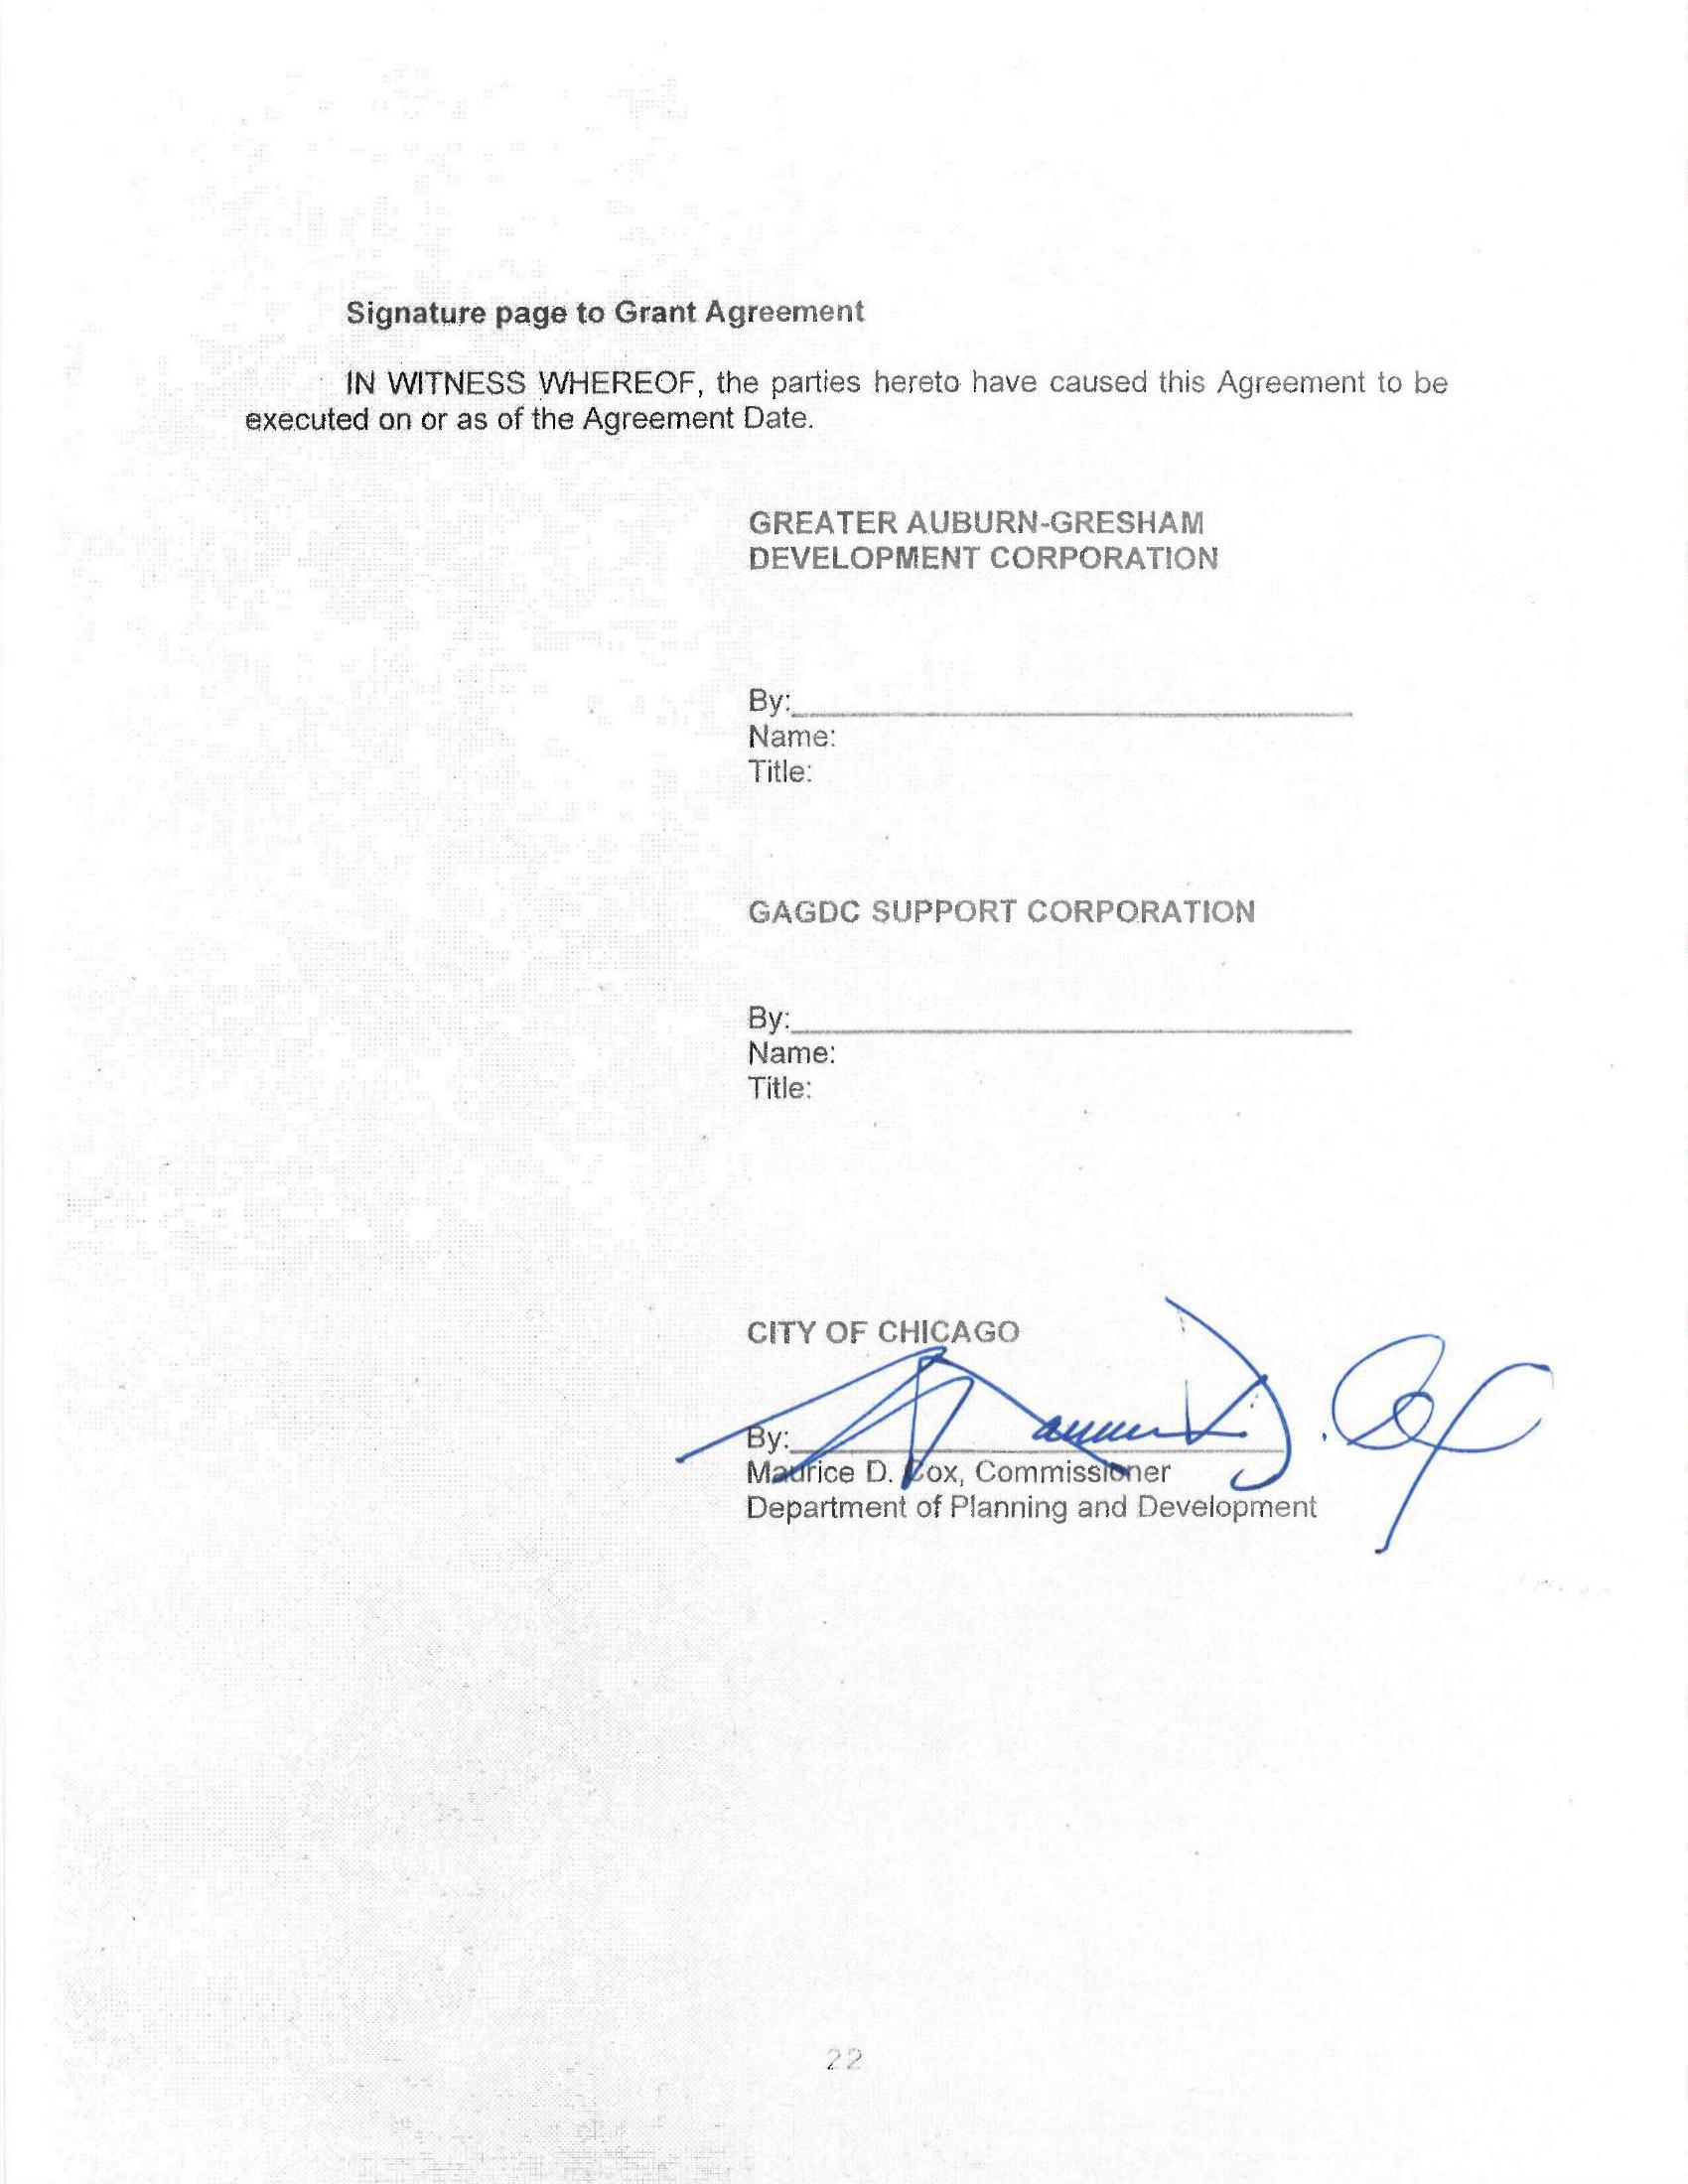 Signature page to Grant Agreement
IN WITNESS WHEREOF, the parties hereto have caused this Agreement to be
executed on or as of the Agreement Date.
GREATER AUBURN-GRESHAM
DEVELOPMENT CORPORATION
By:
Name:
Title:
GAGDC SUPPORT CORPORATION
By:
Name:
Title:
CITY OF CHICAGO
By: Maurice D. Cox
Maurice D. Cox, Commissioner
Department of Planning and Development
22